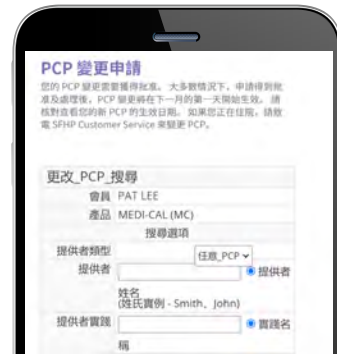 PCP 變更申請
您的 PCP 變更需要獲得批准。 大多數情況下，申請得到批
准及處理後，PCP 變更將在下一月的第一天開始生效。 請
核對查看您的新 PCP 的生效日期。 如果您正在住院，請致
電 SFHP Customer Service 來變更 PCP。
更改_PCP_搜尋
會員 PAT LEE
產品 MEDI-CAL (MC)
搜尋選項
提供者類型 任意_PCP
提供者 提供者
姓名
(姓氏實例 - Smith、John)
提供者實踐 實踐名
稱